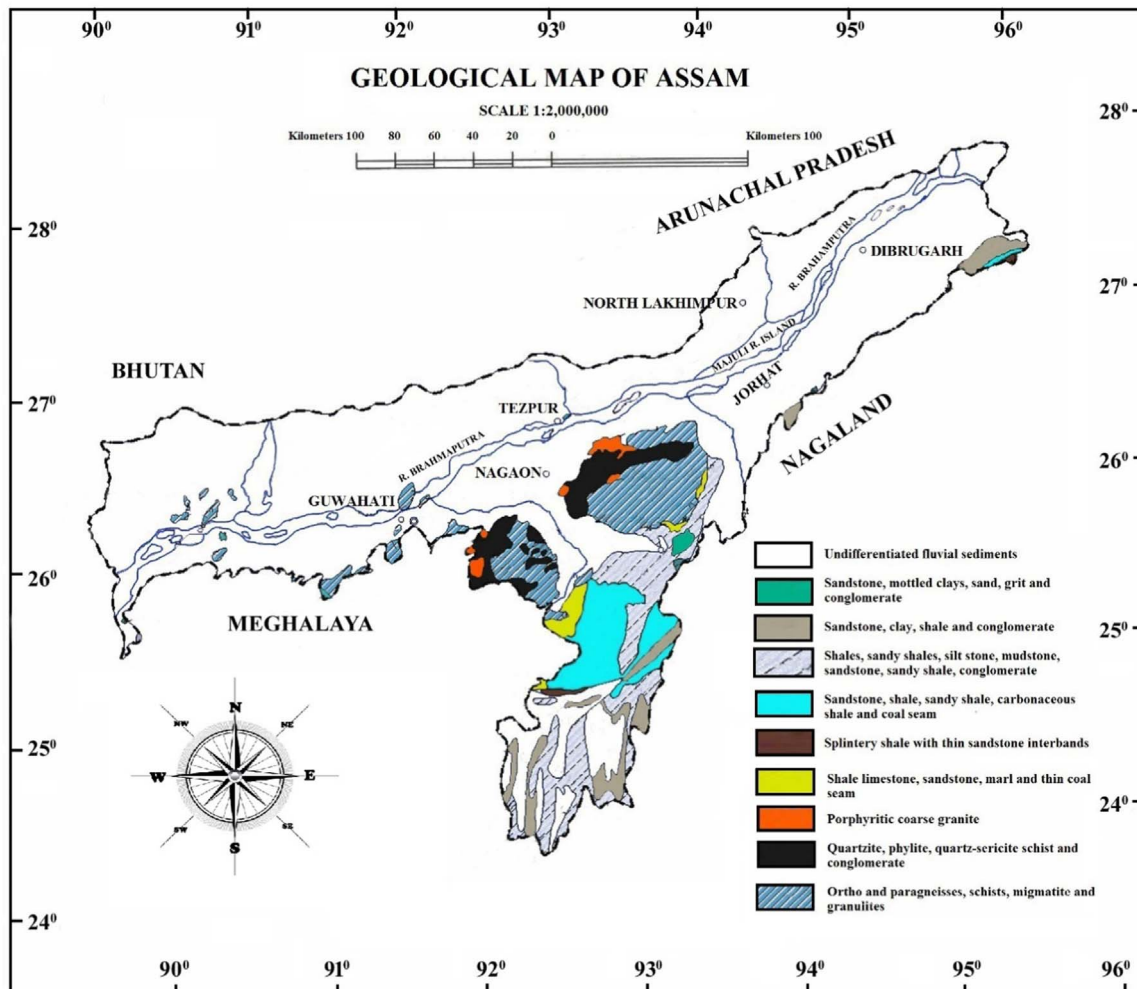 90⁰ 91⁰ 92⁰ 93⁰ 94⁰ 95⁰ 96⁰
GEOLOGICAL MAP OF ASSAM
SCALE 1:2,000,000
Kilometers 100 80 60 40 20 0 Kilometers 100
28⁰
ARUNACHAL PRADESH
28⁰
R. BRAHAMPUTRA
DIBRUGARH
27⁰
NORTH LAKHIMPUR
MAJULI R. ISLAND
BHUTAN
JORHAT
27⁰
TEZPUR
NAGALAND
R. BRAHMAPUTRA
26⁰
NAGAON
GUWAHATI
26⁰
MEGHALAYA
25⁰
Undifferentiated fluvial sediments
Sandstone, mottled clays, sand, grit and
conglomerate
Sandstone, clay, shale and conglomerate
Shales, sandy shales, silt stone, mudstone,
sandstone, sandy shale, conglomerate
Sandstone, shale, sandy shale, carbonaceous
shale and coal seam
Splintery shale with thin sandstone interbands
Shale limestone, sandstone, marl and thin coal
seam
Porphyritic coarse granite
Quartzite, phylite, quartz-sericite schist and
conglomerate
Ortho and paragneisses, schists, migmatite and
granulites
N
NW NE
25⁰
W E
24⁰
SW SE
S
24⁰
90⁰ 91⁰ 92⁰ 93⁰ 94⁰ 95⁰ 96⁰